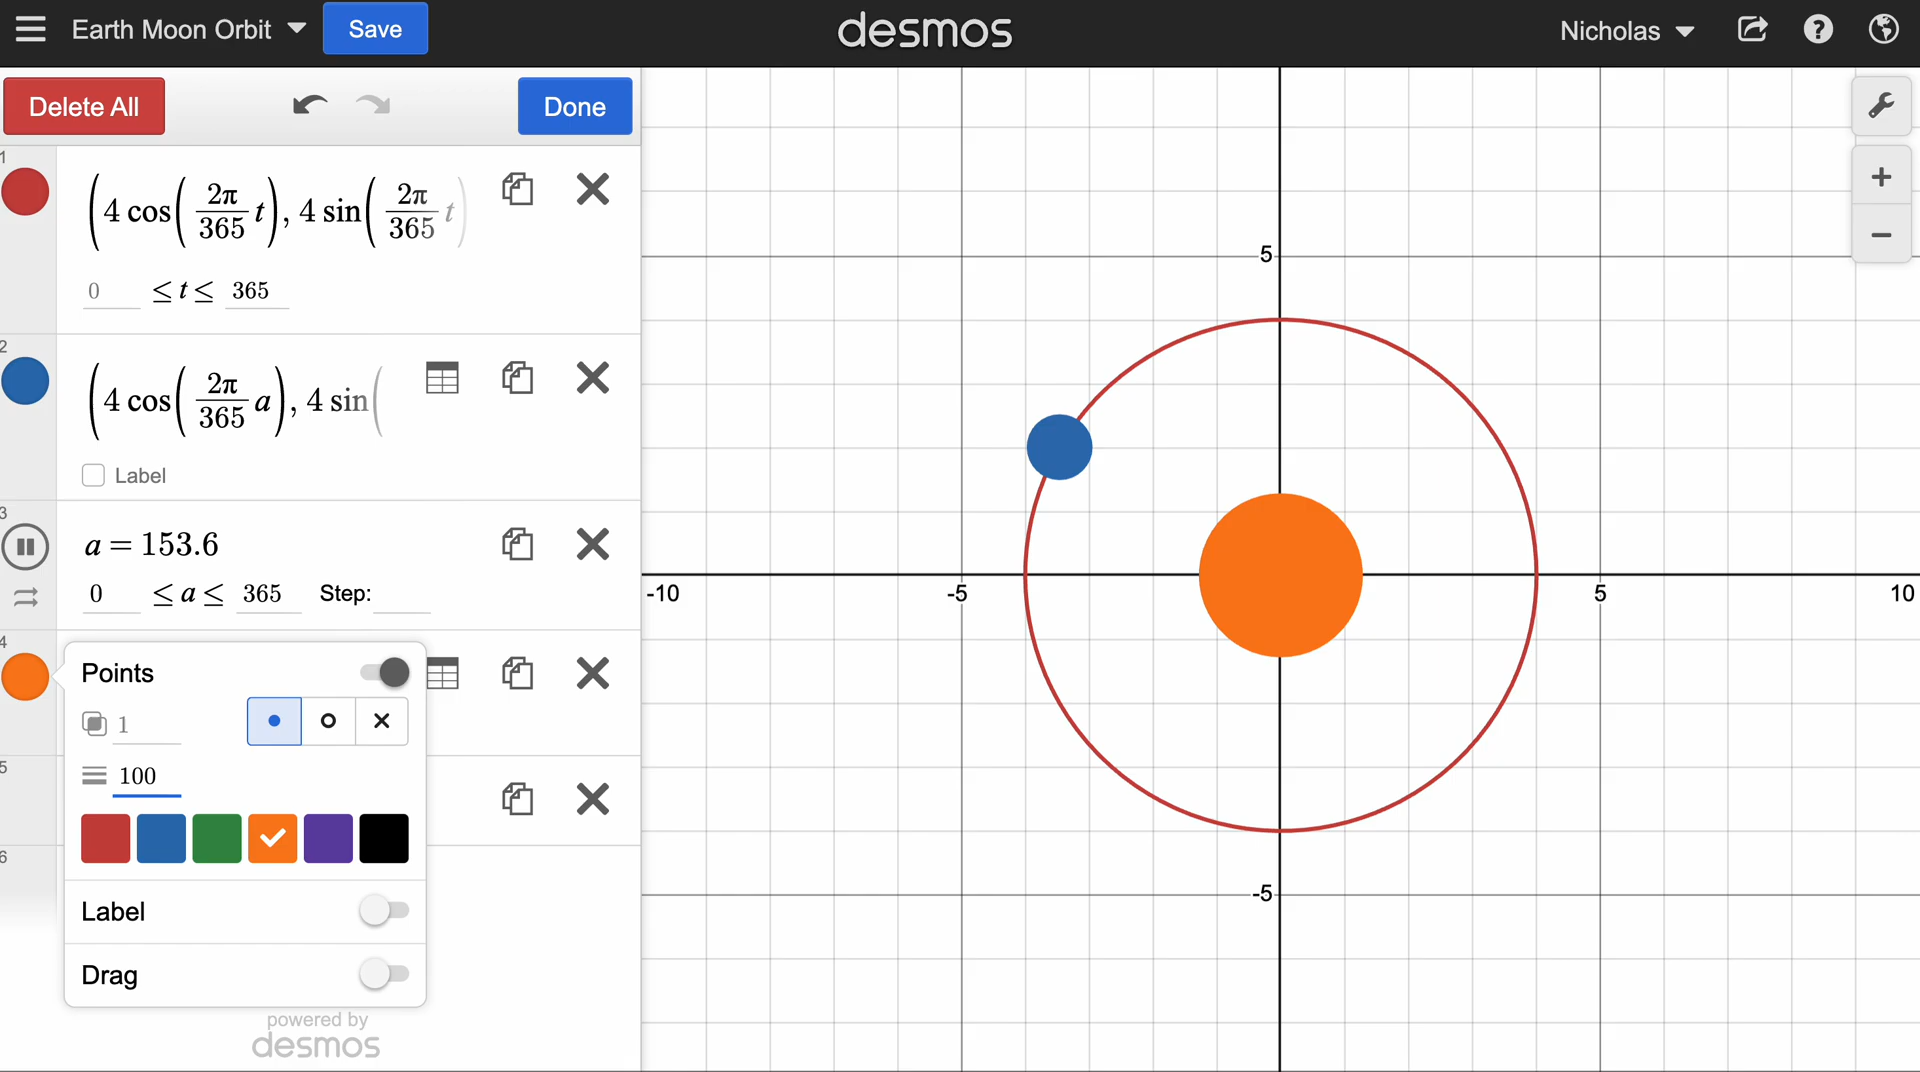 Earth Moon Orbit Save desmos Nicholas ?
Delete All Done
1
(4 cos(2π/365 t), 4 sin(2π/365 t)
0 ≤ t ≤ 365
2
(4 cos(2π/365 a), 4 sin(
Label
3
a = 153.6
0 ≤ a ≤ 365 Step:
4
Points
1
100
5
6
Label
Drag
powered by
desmos
5
-10 -5 5 10
-5